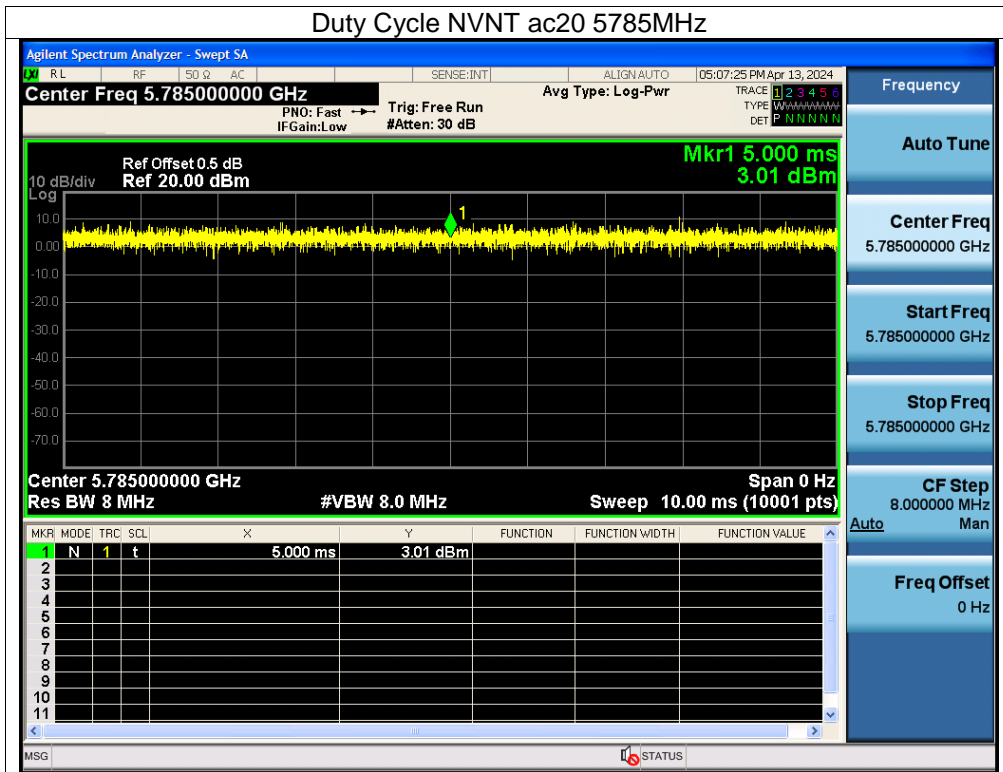 Duty Cycle NVNT ac20 5785MHz
Agilent Spectrum Analyzer - Swept SA
LXI RL RF 50 Ω AC SENSE:INT ALIGN AUTO 05:07:25 PM Apr 13, 2024
Center Freq 5.785000000 GHz
PNO: Fast
IFGain:Low
Trig: Free Run
#Atten: 30 dB
Avg Type: Log-Pwr
TRACE 1 2 3 4 5 6
TYPE WWWWWWW
DET P N N N N N
Mkr1 5.000 ms
3.01 dBm
Ref Offset 0.5 dB
10 dB/div Ref 20.00 dBm
Log
10.0
0.00
-10.0
-20.0
-30.0
-40.0
-50.0
-60.0
-70.0
1
Center 5.785000000 GHz Span 0 Hz
Res BW 8 MHz #VBW 8.0 MHz Sweep 10.00 ms (10001 pts)
MKR MODE TRC SCL X Y FUNCTION FUNCTION WIDTH FUNCTION VALUE
1 N 1 t 5.000 ms 3.01 dBm
2
3
4
5
6
7
8
9
10
11
MSG STATUS
Frequency
Auto Tune
Center Freq
5.785000000 GHz
Start Freq
5.785000000 GHz
Stop Freq
5.785000000 GHz
CF Step
8.000000 MHz
Auto Man
Freq Offset
0 Hz